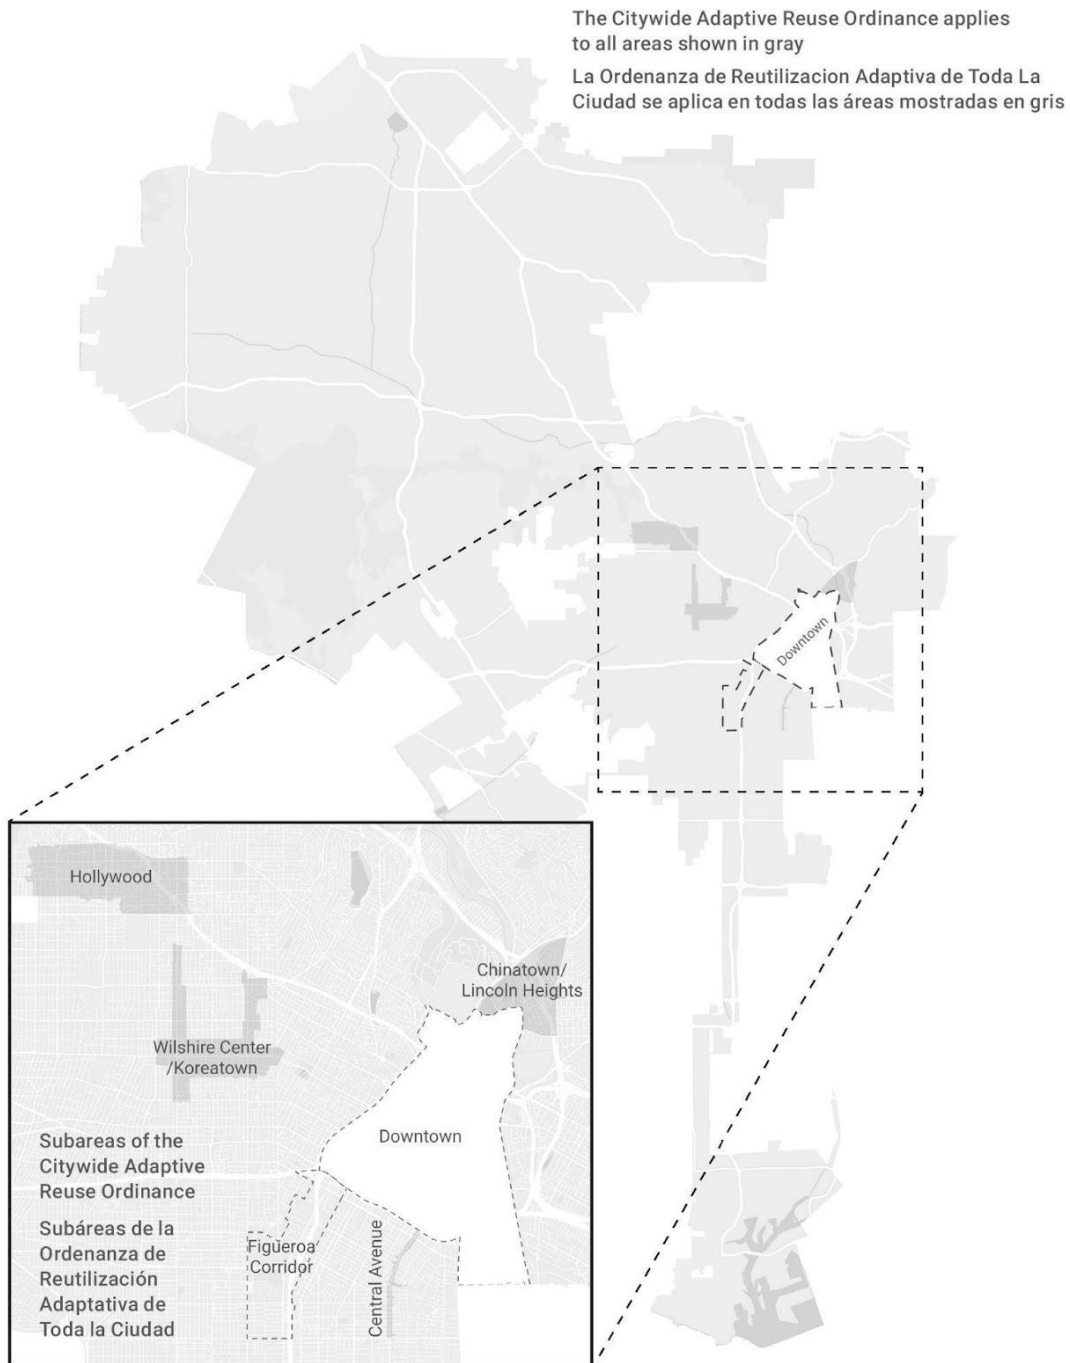 The Citywide Adaptive Reuse Ordinance applies
to all areas shown in gray
La Ordenanza de Reutilizacion Adaptiva de Toda La
Ciudad se aplica en todas las áreas mostradas en gris
Downtown
Hollywood
Chinatown/
Lincoln Heights
Wilshire Center
/Koreatown
Downtown
Subareas of the
Citywide Adaptive
Reuse Ordinance
Subáreas de la
Ordenanza de
Reutilización
Adaptativa de
Toda la Ciudad
Figueroa
Corridor
Central Avenue